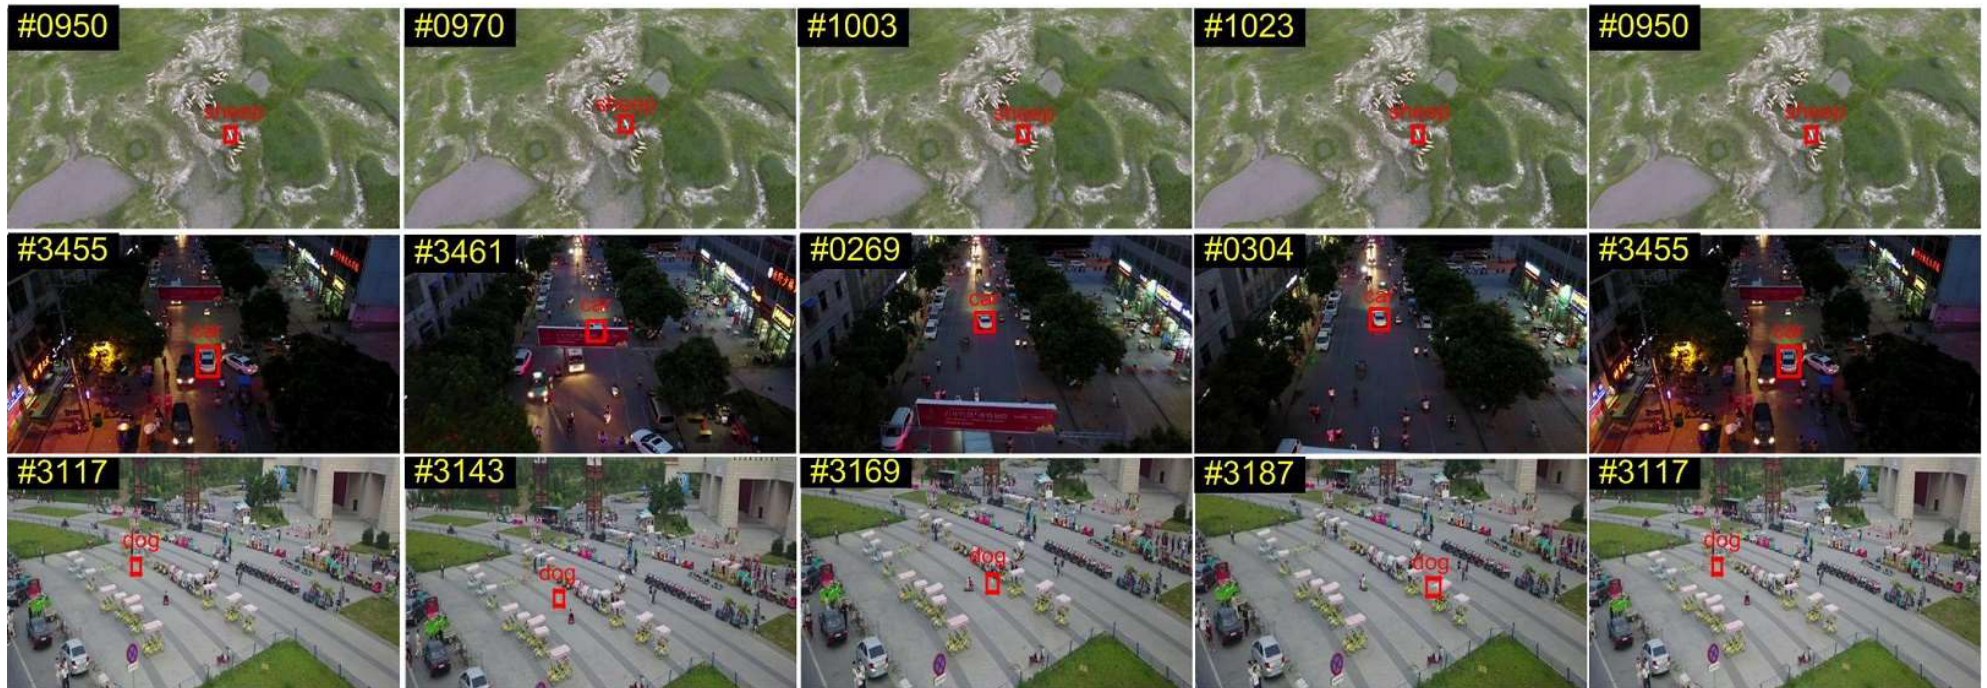 #0950 #0970 #1003 #1023 #0950
sheep sheep sheep sheep sheep
#3455 #3461 #0269 #0304 #3455
car car car car car
#3117 #3143 #3169 #3187 #3117
dog dog dog dog dog